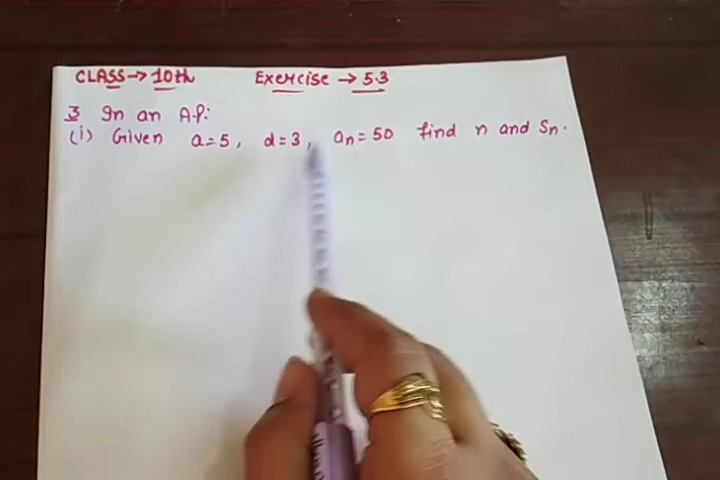 CLASS → 10th Exercise → 5.3
3 In an A.P:
(i) Given a=5, d=3, an=50 find n and Sn.